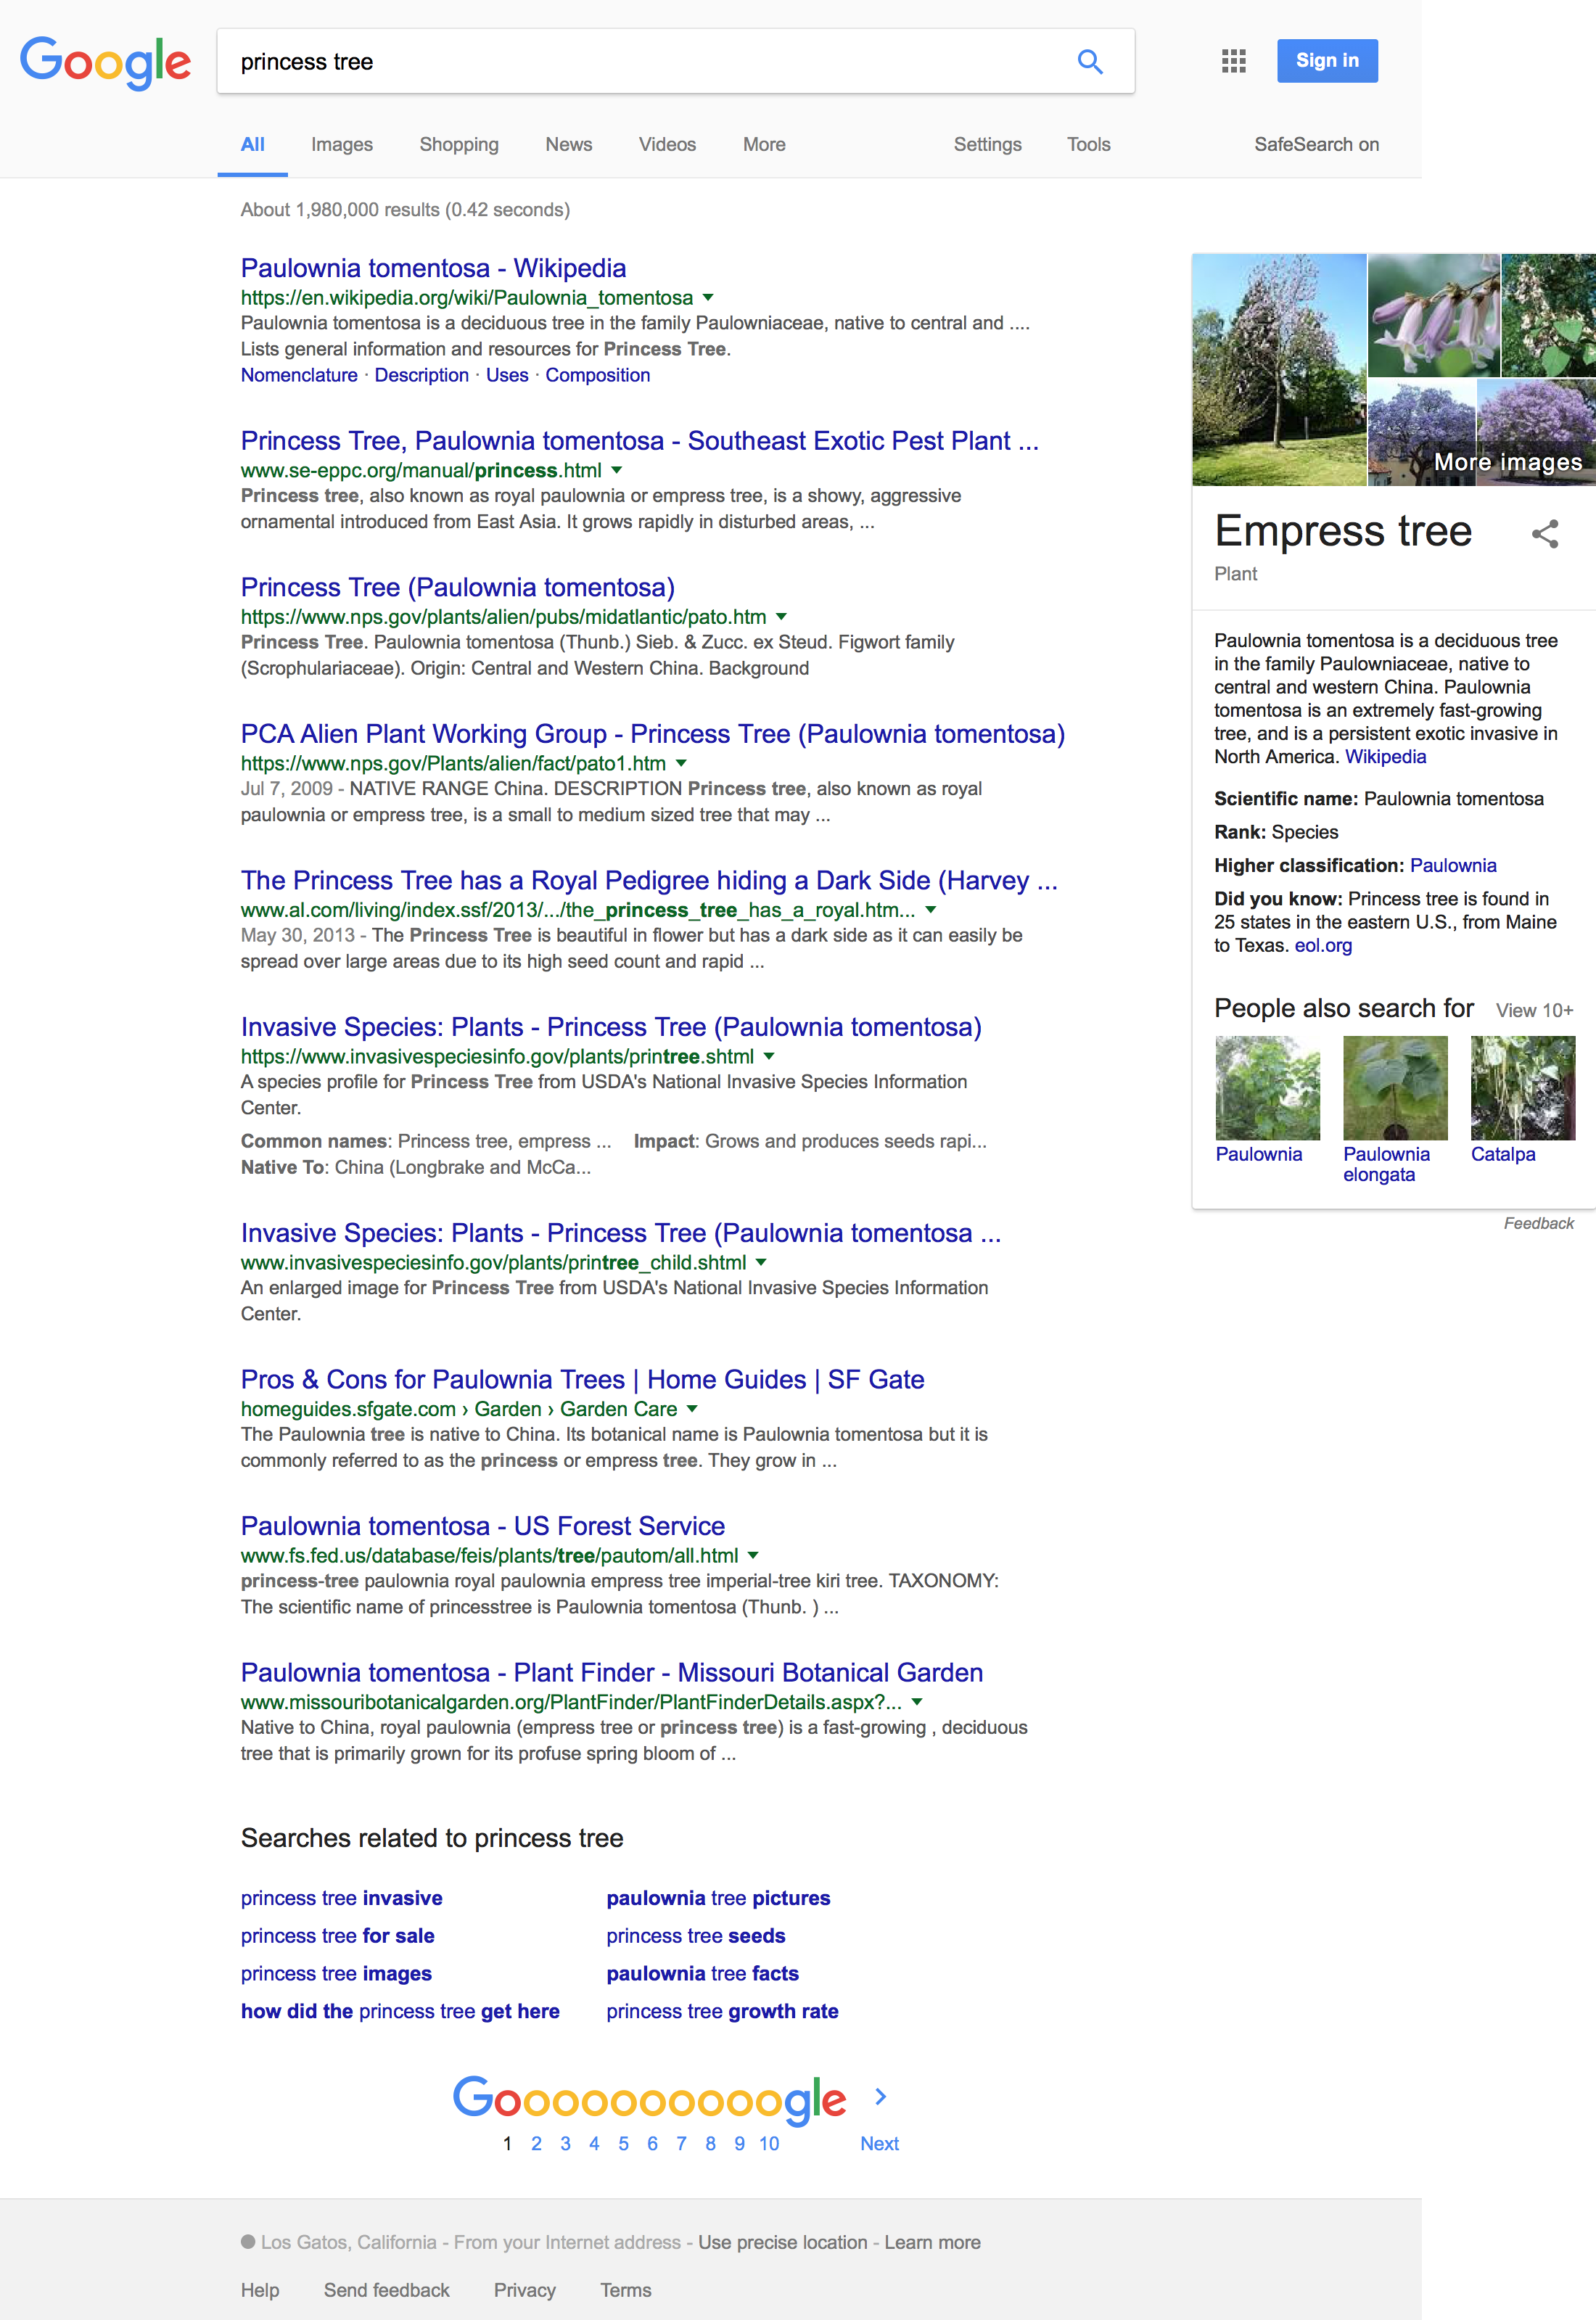 Google
princess tree
Sign in
All Images Shopping News Videos More Settings Tools SafeSearch on
About 1,980,000 results (0.42 seconds)
Paulownia tomentosa - Wikipedia
https://en.wikipedia.org/wiki/Paulownia_tomentosa
Paulownia tomentosa is a deciduous tree in the family Paulowniaceae, native to central and ....
Lists general information and resources for Princess Tree.
Nomenclature · Description · Uses · Composition
Princess Tree, Paulownia tomentosa - Southeast Exotic Pest Plant ...
www.se-eppc.org/manual/princess.html
Princess tree, also known as royal paulownia or empress tree, is a showy, aggressive
ornamental introduced from East Asia. It grows rapidly in disturbed areas, ...
Princess Tree (Paulownia tomentosa)
https://www.nps.gov/plants/alien/pubs/midatlantic/pato.htm
Princess Tree. Paulownia tomentosa (Thunb.) Sieb. & Zucc. ex Steud. Figwort family
(Scrophulariaceae). Origin: Central and Western China. Background
PCA Alien Plant Working Group - Princess Tree (Paulownia tomentosa)
https://www.nps.gov/Plants/alien/fact/pato1.htm
Jul 7, 2009 - NATIVE RANGE China. DESCRIPTION Princess tree, also known as royal
paulownia or empress tree, is a small to medium sized tree that may ...
The Princess Tree has a Royal Pedigree hiding a Dark Side (Harvey ...
www.al.com/living/index.ssf/2013/.../the_princess_tree_has_a_royal.htm...
May 30, 2013 - The Princess Tree is beautiful in flower but has a dark side as it can easily be
spread over large areas due to its high seed count and rapid ...
Invasive Species: Plants - Princess Tree (Paulownia tomentosa)
https://www.invasivespeciesinfo.gov/plants/printree.shtml
A species profile for Princess Tree from USDA's National Invasive Species Information
Center.
Common names: Princess tree, empress ... Impact: Grows and produces seeds rapi...
Native To: China (Longbrake and McCa...
Invasive Species: Plants - Princess Tree (Paulownia tomentosa ...
www.invasivespeciesinfo.gov/plants/printree_child.shtml
An enlarged image for Princess Tree from USDA's National Invasive Species Information
Center.
Pros & Cons for Paulownia Trees | Home Guides | SF Gate
homeguides.sfgate.com › Garden › Garden Care
The Paulownia tree is native to China. Its botanical name is Paulownia tomentosa but it is
commonly referred to as the princess or empress tree. They grow in ...
Paulownia tomentosa - US Forest Service
www.fs.fed.us/database/feis/plants/tree/pautom/all.html
princess-tree paulownia royal paulownia empress tree imperial-tree kiri tree. TAXONOMY:
The scientific name of princesstree is Paulownia tomentosa (Thunb. ) ...
Paulownia tomentosa - Plant Finder - Missouri Botanical Garden
www.missouribotanicalgarden.org/PlantFinder/PlantFinderDetails.aspx?...
Native to China, royal paulownia (empress tree or princess tree) is a fast-growing , deciduous
tree that is primarily grown for its profuse spring bloom of ...
More images
Empress tree
Plant
Paulownia tomentosa is a deciduous tree
in the family Paulowniaceae, native to
central and western China. Paulownia
tomentosa is an extremely fast-growing
tree, and is a persistent exotic invasive in
North America. Wikipedia
Scientific name: Paulownia tomentosa
Rank: Species
Higher classification: Paulownia
Did you know: Princess tree is found in
25 states in the eastern U.S., from Maine
to Texas. eol.org
People also search for View 10+
Paulownia Paulownia Catalpa
elongata
Feedback
Searches related to princess tree
princess tree invasive paulownia tree pictures
princess tree for sale princess tree seeds
princess tree images paulownia tree facts
how did the princess tree get here princess tree growth rate
Goooooooooogle
1 2 3 4 5 6 7 8 9 10 Next
Los Gatos, California - From your Internet address - Use precise location - Learn more
Help Send feedback Privacy Terms